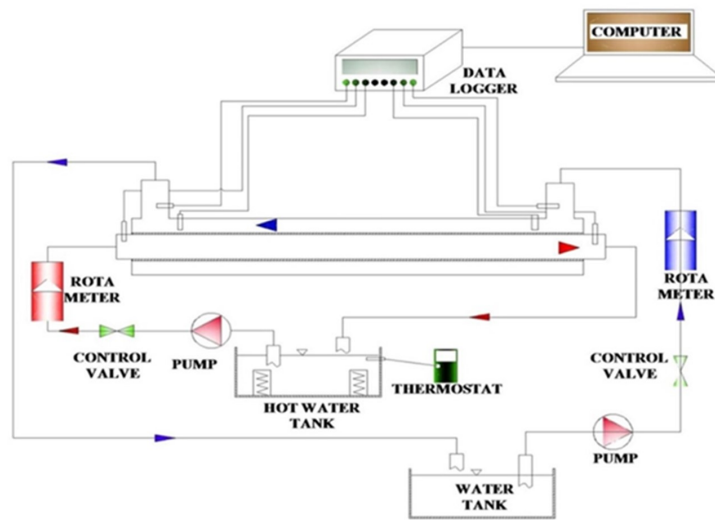 COMPUTER
DATA
LOGGER
ROTA
METER
ROTA
METER
CONTROL
VALVE
PUMP
THERMOSTAT
CONTROL
VALVE
HOT WATER
TANK
PUMP
WATER
TANK